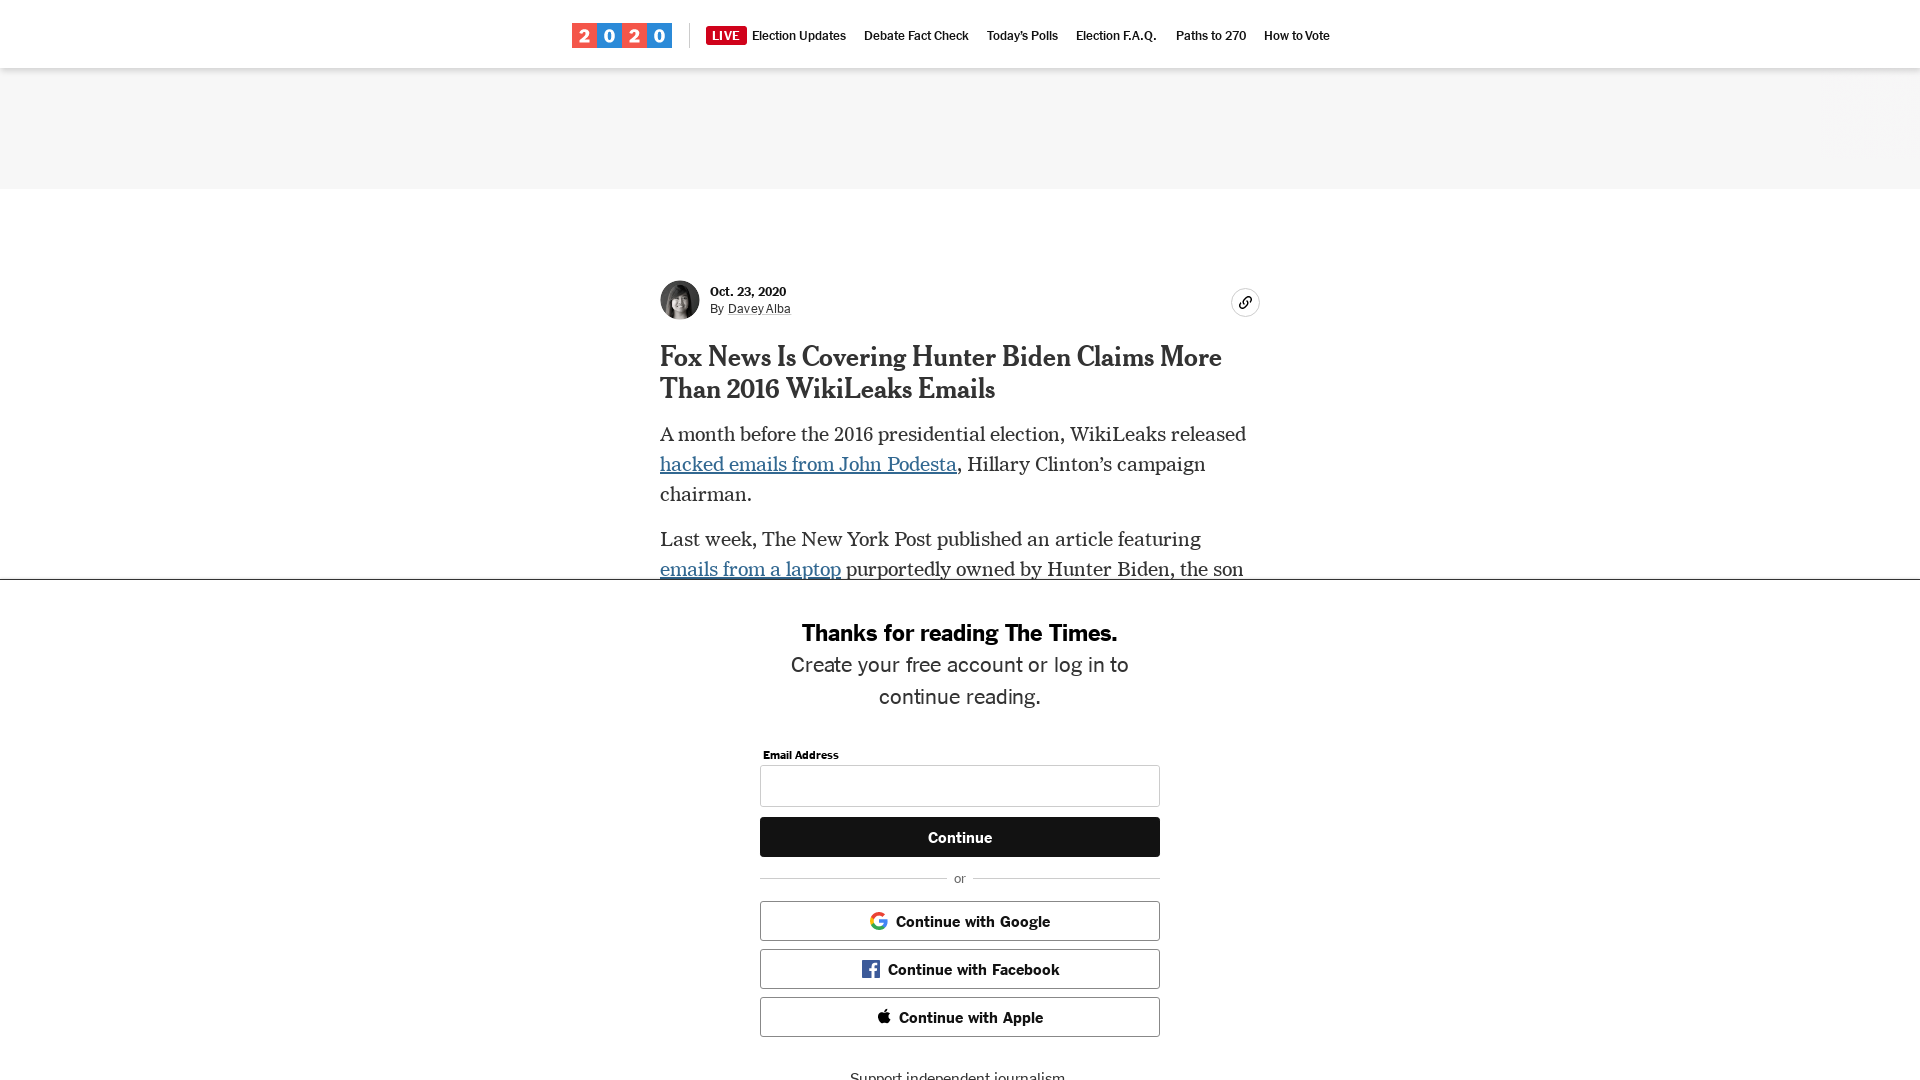 2020
LIVE Election Updates Debate Fact Check Today’s Polls Election F.A.Q. Paths to 270 How to Vote
Oct. 23, 2020
By Davey Alba
Fox News Is Covering Hunter Biden Claims More
Than 2016 WikiLeaks Emails
A month before the 2016 presidential election, WikiLeaks released
hacked emails from John Podesta, Hillary Clinton’s campaign
chairman.
Last week, The New York Post published an article featuring
emails from a laptop purportedly owned by Hunter Biden, the son
Thanks for reading The Times.
Create your free account or log in to
continue reading.
Email Address
Continue
or
Continue with Google
Continue with Facebook
Continue with Apple
Support independent journalism